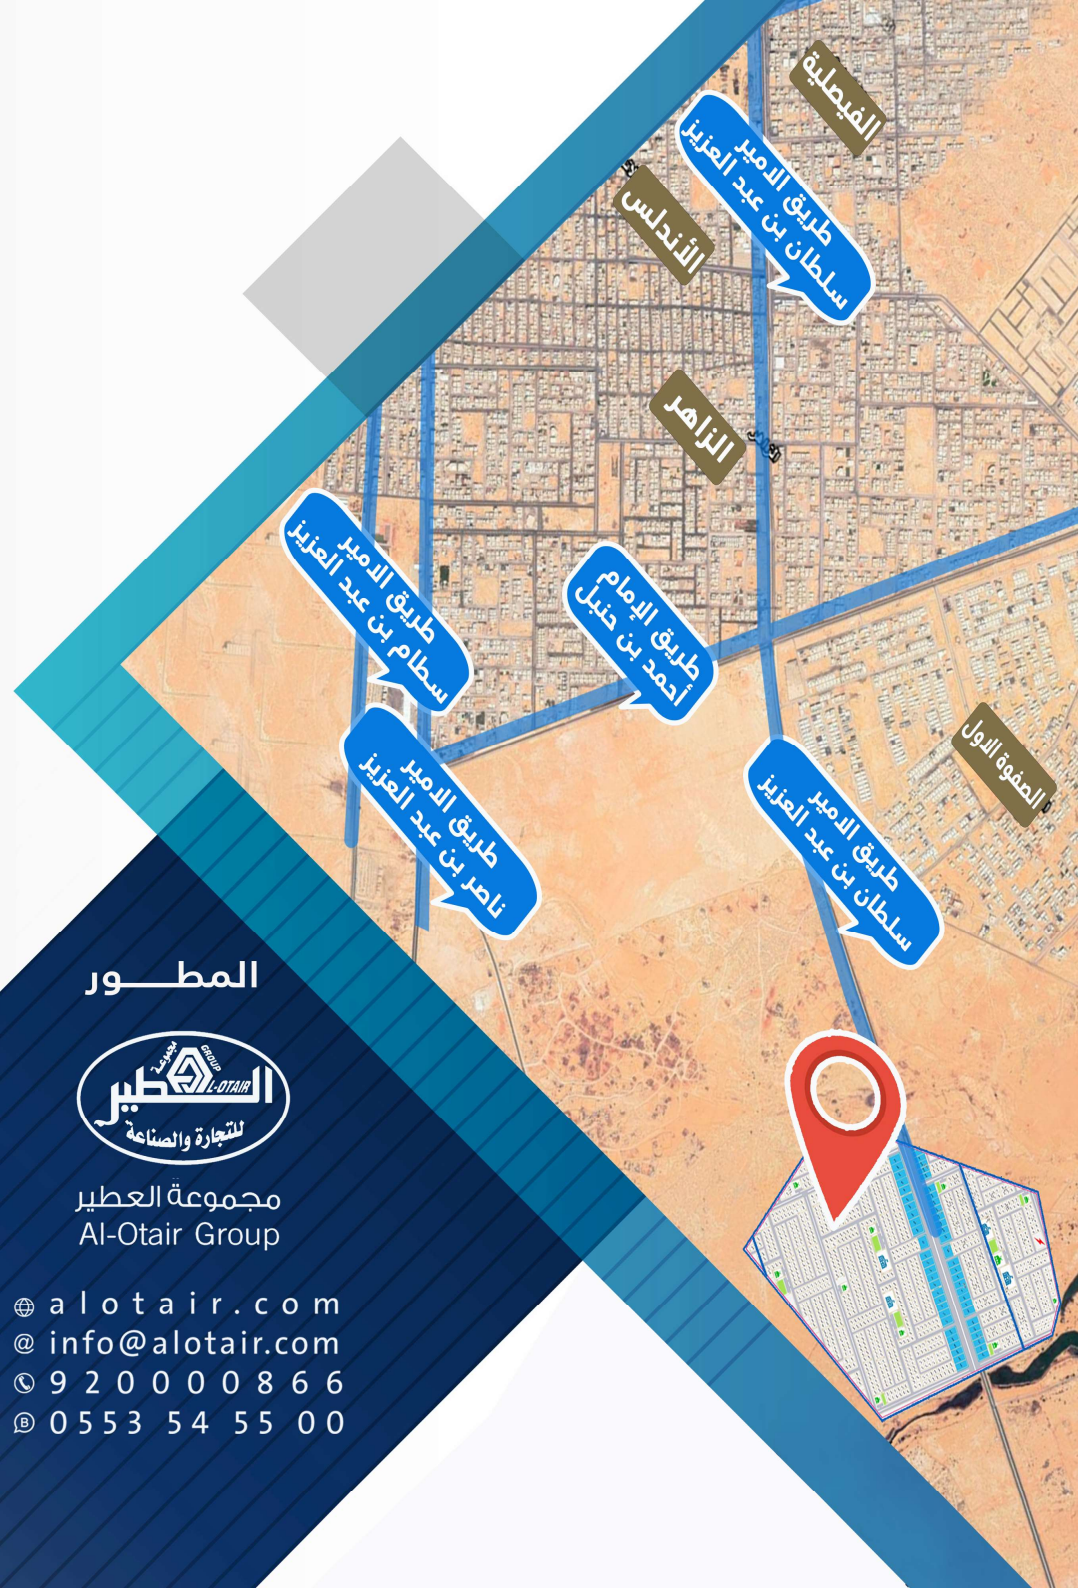 الفيصلية
طريق الامير
سلطان بن عبد العزيز
الأندلس
الزاهر
طريق الامير
سطام بن عبد العزيز
طريق الإمام
أحمد بن حنبل
طريق الامير
ناصر بن عبد العزيز
الصفوة الاول
طريق الامير
سلطان بن عبد العزيز
المطـــور
مجموعة
GROUP
AL-OTAIR
العطير
للتجارة والصناعة
مجموعة العطير
Al-Otair Group
alotair.com
@ info@alotair.com
920000866
0553 54 55 00